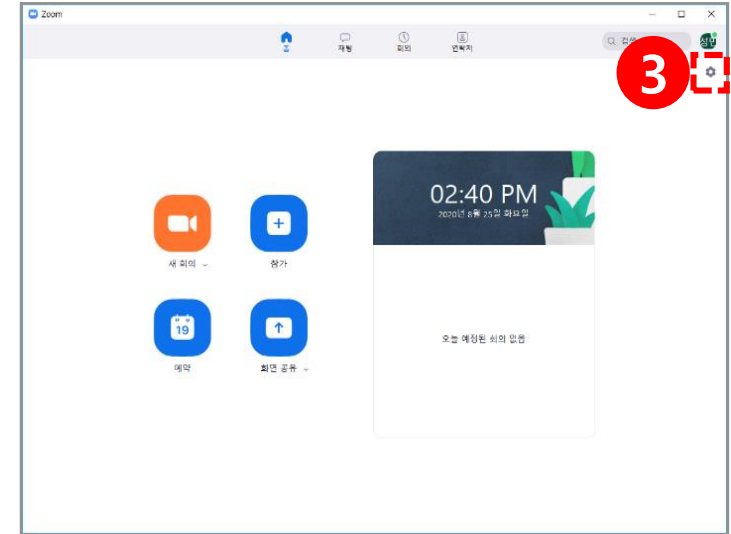 Zoom
홈
채팅
회의
연락처
검색
성민
3
02:40 PM
2020년 8월 25일 화요일
새 회의
참가
19
예약
화면 공유
오늘 예정된 회의 없음